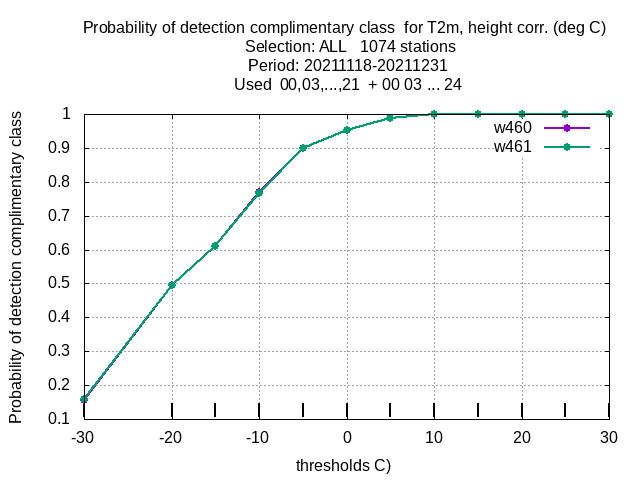 Probability of detection complimentary class  for T2m, height corr. (deg C)
Selection: ALL   1074 stations
Period: 20211118-20211231
Used  00,03,...,21  + 00 03 ... 24
Probability of detection complimentary class
1
0.9
0.8
0.7
0.6
0.5
0.4
0.3
0.2
0.1
w460
w461
-30 -20 -10 0 10 20 30
thresholds C)